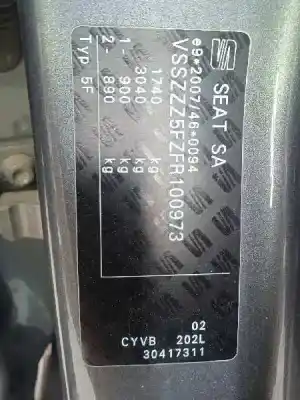 SEAT SA
e9*2007/46*0094
VSSZZZ5FZFR100973
1740 kg
3040 kg
1- 900 kg
2- 890 kg
TYP 5F
02
CYVB 202L
30417311